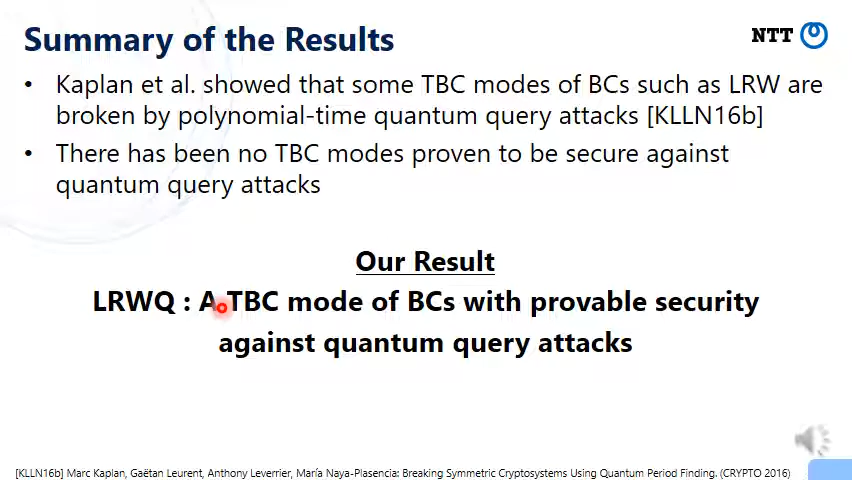 Summary of the Results
NTT
• Kaplan et al. showed that some TBC modes of BCs such as LRW are
broken by polynomial-time quantum query attacks [KLLN16b]
• There has been no TBC modes proven to be secure against
quantum query attacks
Our Result
LRWQ : A TBC mode of BCs with provable security
against quantum query attacks
[KLLN16b] Marc Kaplan, Gaëtan Leurent, Anthony Leverrier, María Naya-Plasencia: Breaking Symmetric Cryptosystems Using Quantum Period Finding. (CRYPTO 2016)